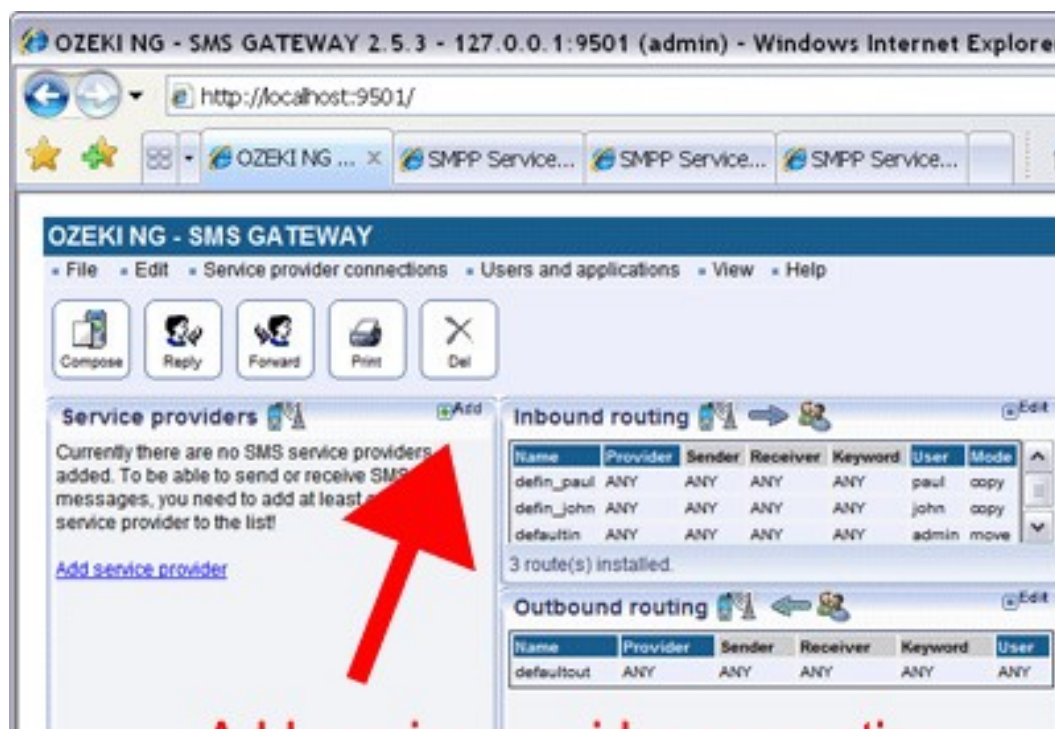 OZEKI NG - SMS GATEWAY 2.5.3 - 127.0.0.1:9501 (admin) - Windows Internet Explore
http://localhost:9501/
OZEKI NG ... SMPP Service... SMPP Service... SMPP Service...
OZEKI NG - SMS GATEWAY
File Edit Service provider connections Users and applications View Help
Compose Reply Forward Print Del
Service providers Add
Currently there are no SMS service providers
added. To be able to send or receive SMS
messages, you need to add at least
service provider to the list!
Add service provider
Inbound routing Edit
Name Provider Sender Receiver Keyword User Mode
defin_paul ANY ANY ANY ANY paul copy
defin_john ANY ANY ANY ANY john copy
defaultin ANY ANY ANY ANY admin move
3 route(s) installed.
Outbound routing Edit
Name Provider Sender Receiver Keyword User
defaultout ANY ANY ANY ANY ANY